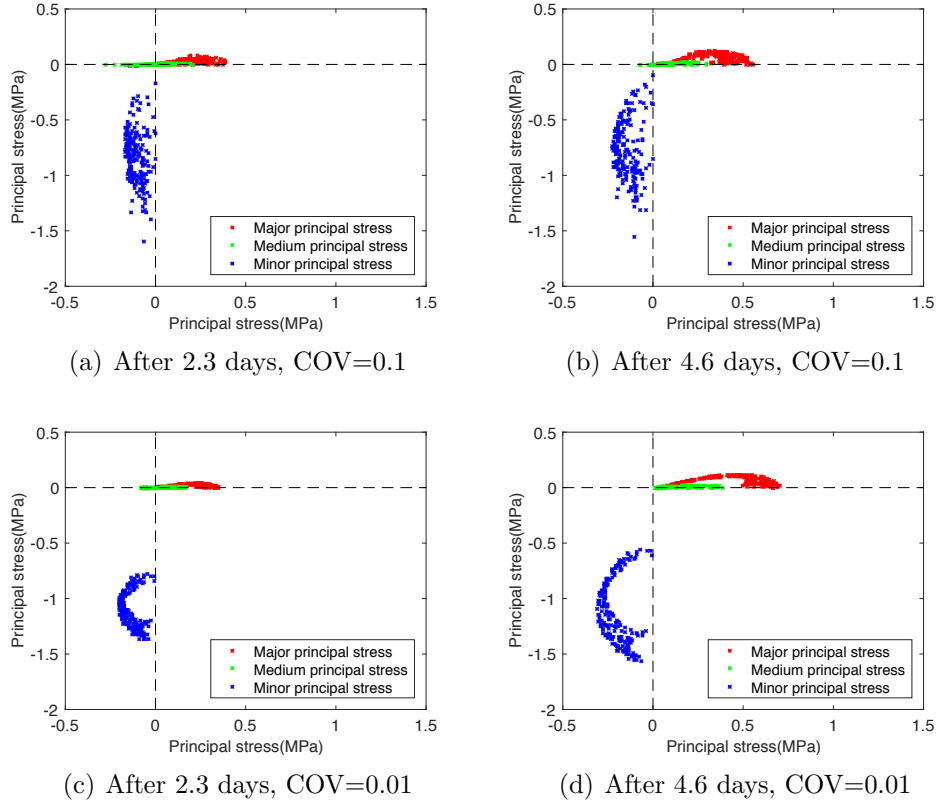 0.5
0
-0.5
-1
-1.5
-2
Principal stress(MPa)
Major principal stress
Medium principal stress
Minor principal stress
-0.5 0 0.5 1 1.5
Principal stress(MPa)
(a) After 2.3 days, COV=0.1
0.5
0
-0.5
-1
-1.5
-2
Principal stress(MPa)
Major principal stress
Medium principal stress
Minor principal stress
-0.5 0 0.5 1 1.5
Principal stress(MPa)
(b) After 4.6 days, COV=0.1
0.5
0
-0.5
-1
-1.5
-2
Principal stress(MPa)
Major principal stress
Medium principal stress
Minor principal stress
-0.5 0 0.5 1 1.5
Principal stress(MPa)
(c) After 2.3 days, COV=0.01
0.5
0
-0.5
-1
-1.5
-2
Principal stress(MPa)
Major principal stress
Medium principal stress
Minor principal stress
-0.5 0 0.5 1 1.5
Principal stress(MPa)
(d) After 4.6 days, COV=0.01